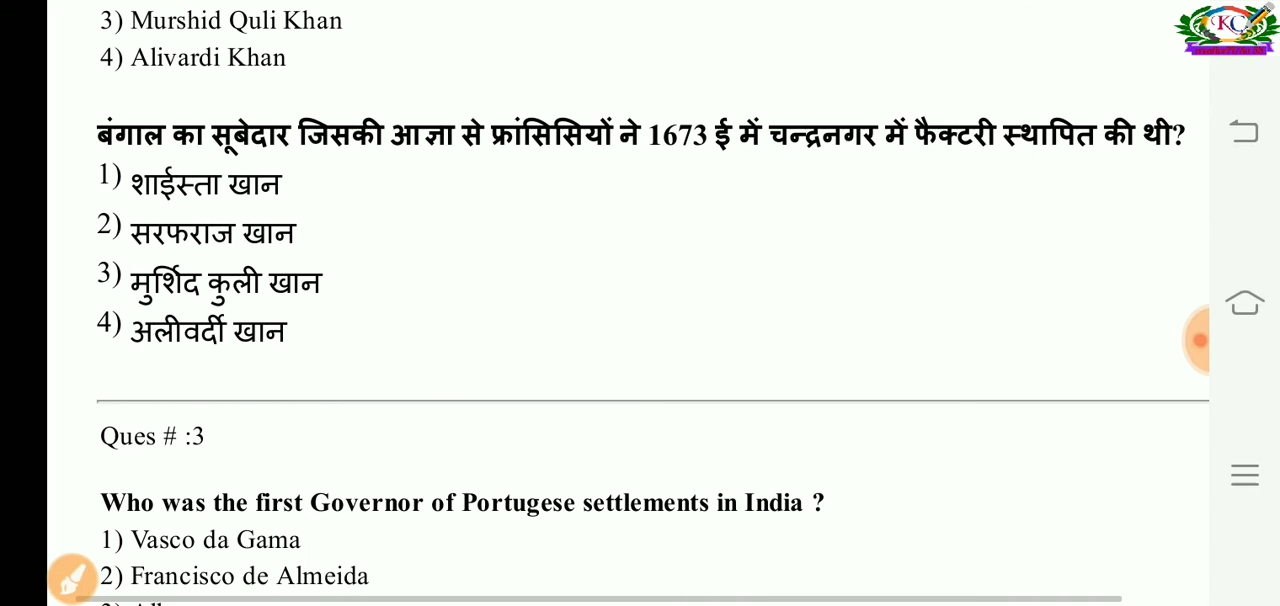 3) Murshid Quli Khan
4) Alivardi Khan
KC
बंगाल का सूबेदार जिसकी आज्ञा से फ्रांसिसियों ने 1673 ई में चन्द्रनगर में फैक्टरी स्थापित की थी?
1) शाईस्ता खान
2) सरफराज खान
3) मुर्शिद कुली खान
4) अलीवर्दी खान
Ques # :3
Who was the first Governor of Portugese settlements in India ?
1) Vasco da Gama
2) Francisco de Almeida